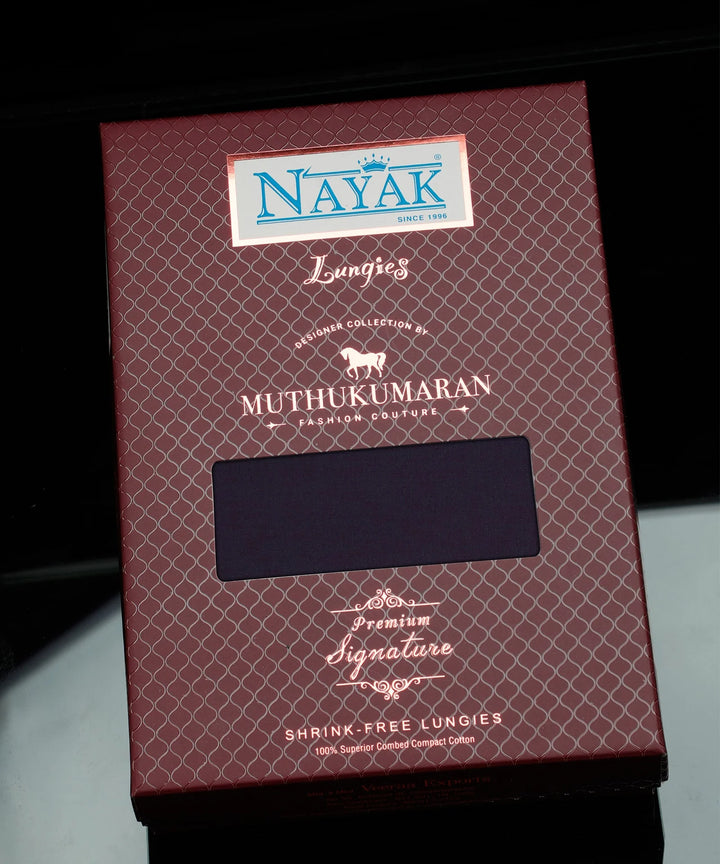 NAYAK®
SINCE 1996
Lungies
DESIGNER COLLECTION BY
MUTHUKUMARAN
FASHION COUTURE
Premium
Signature
SHRINK-FREE LUNGIES
100% Superior Combed Compact Cotton
Exports